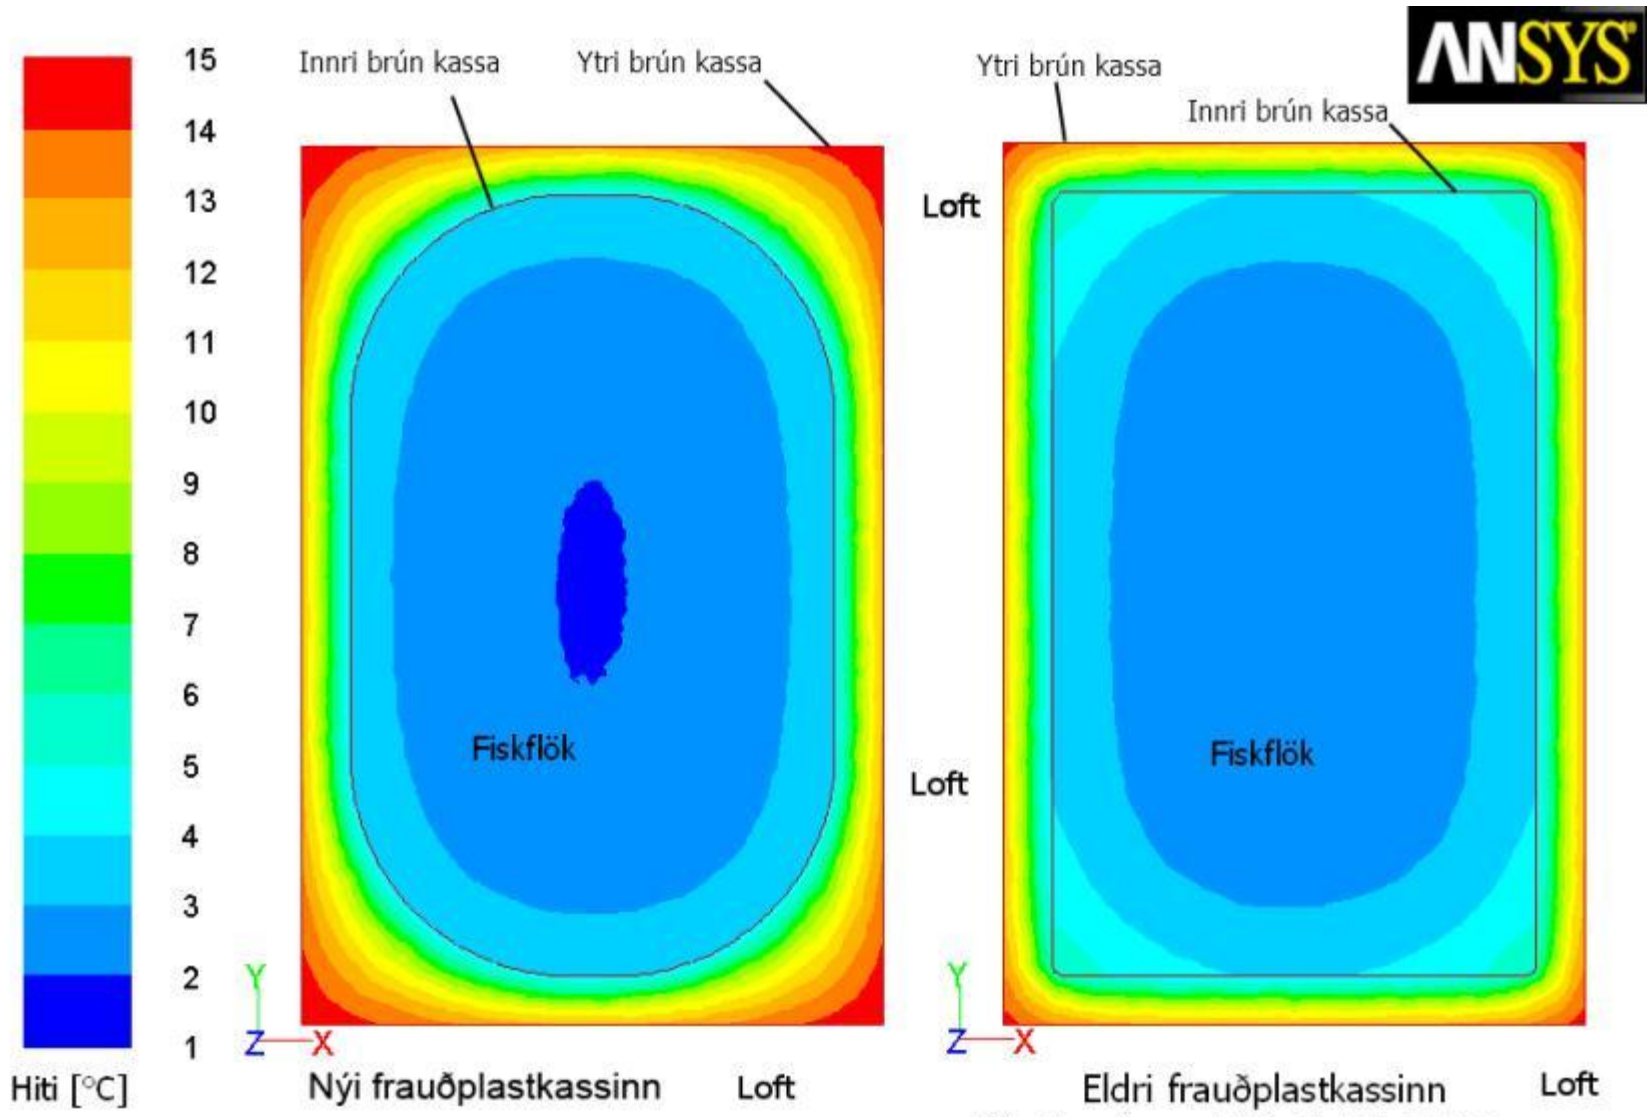 ANSYS®
15
14
13
12
11
10
9
8
7
6
5
4
3
2
1
Hiti [°C]
Innri brún kassa
Ytri brún kassa
Fiskflök
Y
Z X
Nýi frauðplastkassinn
Loft
Loft
Loft
Ytri brún kassa
Innri brún kassa
Fiskflök
Y
Z X
Eldri frauðplastkassinn
Loft